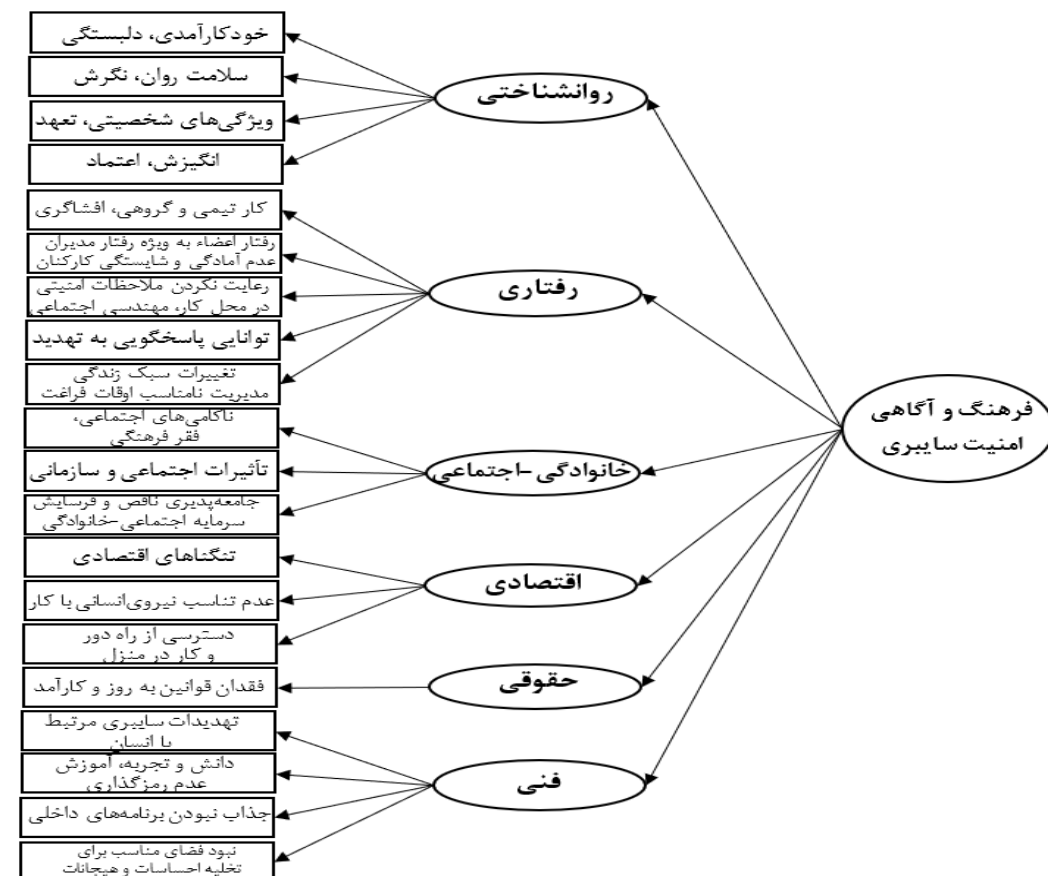 فرهنگ و آگاهی
امنیت سایبری
روانشناختی
خودکارآمدی، دلبستگی
سلامت روان، نگرش
ویژگی‌های شخصیتی، تعهد
انگیزش، اعتماد
رفتاری
کار تیمی و گروهی، افشاگری
رفتار اعضاء به ویژه رفتار مدیران
عدم آمادگی و شایستگی کارکنان
رعایت نکردن ملاحظات امنیتی
در محل کار، مهندسی اجتماعی
توانایی پاسخگویی به تهدید
تغییرات سبک زندگی
مدیریت نامناسب اوقات فراغت
خانوادگی-اجتماعی
ناکامی‌های اجتماعی،
فقر فرهنگی
تأثیرات اجتماعی و سازمانی
جامعه‌پذیری ناقص و فرسایش
سرمایه اجتماعی-خانوادگی
اقتصادی
تنگناهای اقتصادی
عدم تناسب نیروی‌انسانی با کار
دسترسی از راه دور
و کار در منزل
حقوقی
فقدان قوانین به روز و کارآمد
فنی
تهدیدات سایبری مرتبط
با انسان
دانش و تجربه، آموزش
عدم رمزگذاری
جذاب نبودن برنامه‌های داخلی
نبود فضای مناسب برای
تخلیه احساسات و هیجانات